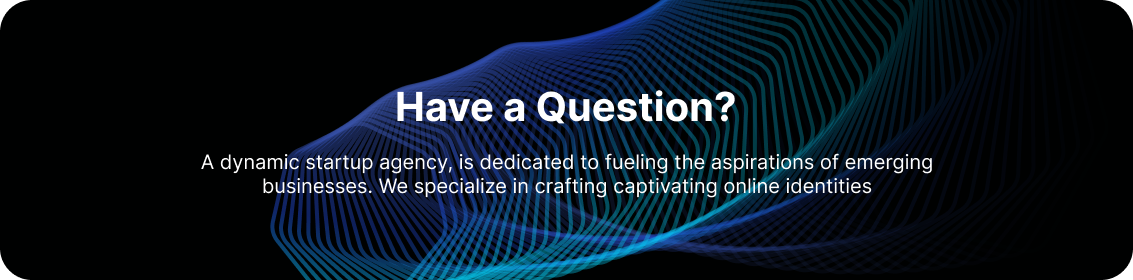 Have a Question?
A dynamic startup agency, is dedicated to fueling the aspirations of emerging
businesses. We specialize in crafting captivating online identities